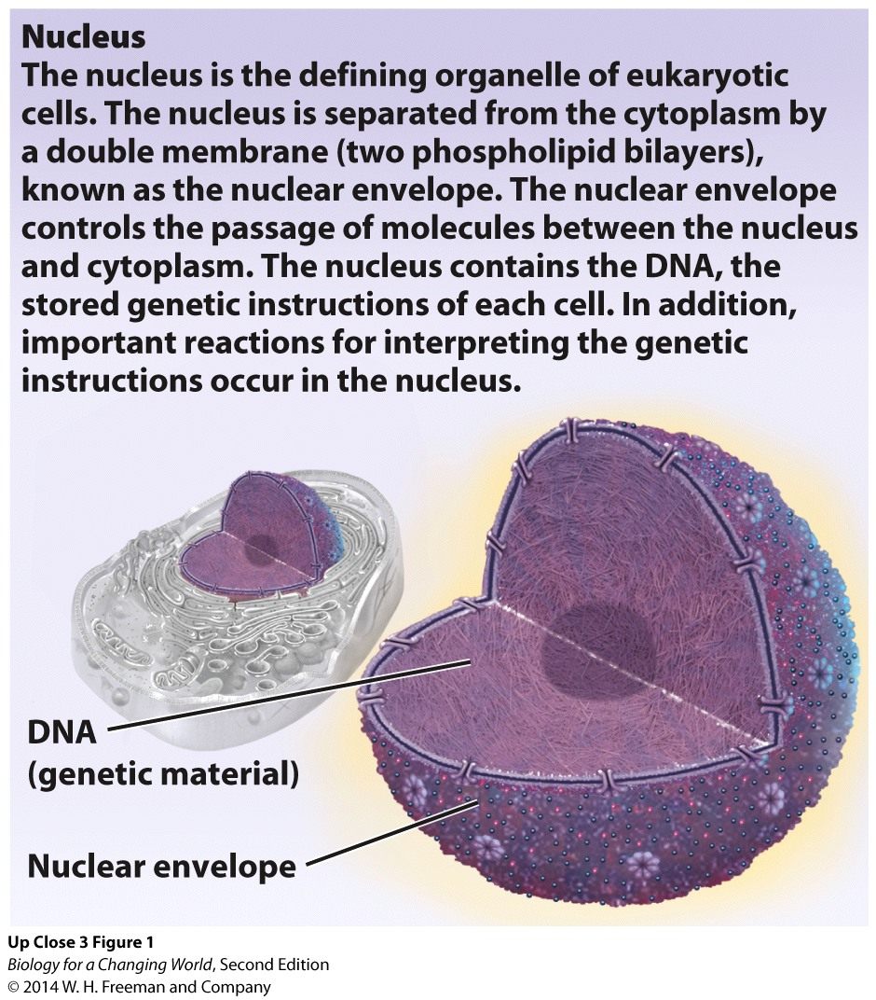 Nucleus
The nucleus is the defining organelle of eukaryotic
cells. The nucleus is separated from the cytoplasm by
a double membrane (two phospholipid bilayers),
known as the nuclear envelope. The nuclear envelope
controls the passage of molecules between the nucleus
and cytoplasm. The nucleus contains the DNA, the
stored genetic instructions of each cell. In addition,
important reactions for interpreting the genetic
instructions occur in the nucleus.
DNA
(genetic material)
Nuclear envelope
Up Close 3 Figure 1
Biology for a Changing World, Second Edition
© 2014 W. H. Freeman and Company